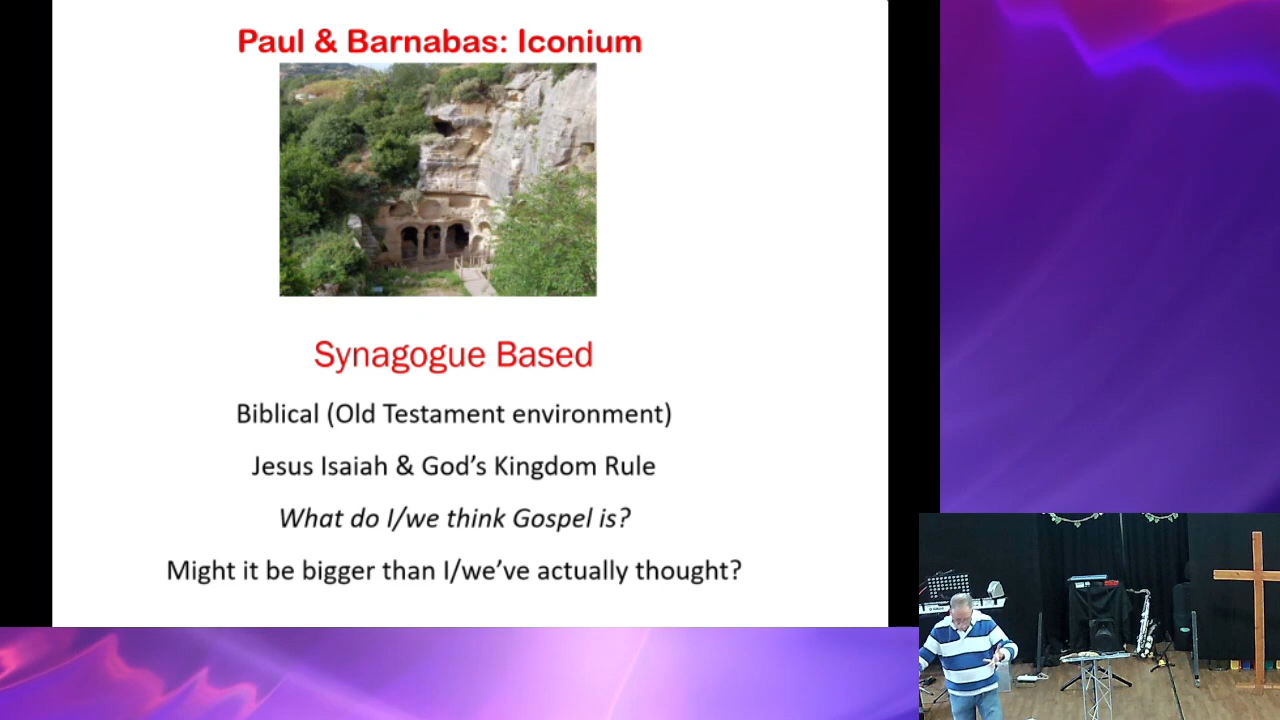 Paul & Barnabas: Iconium
Synagogue Based
Biblical (Old Testament environment)
Jesus Isaiah & God’s Kingdom Rule
What do I/we think Gospel is?
Might it be bigger than I/we’ve actually thought?